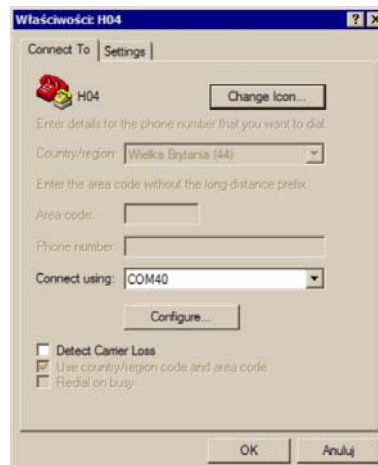 Właściwości: H04
Connect To Settings
H04
Change Icon...
Enter details for the phone number that you want to dial:
Country/region: Wielka Brytania (44)
Enter the area code without the long-distance prefix.
Area code:
Phone number:
Connect using: COM40
Configure...
Detect Carrier Loss
Use country/region code and area code
Redial on busy
OK Anuluj